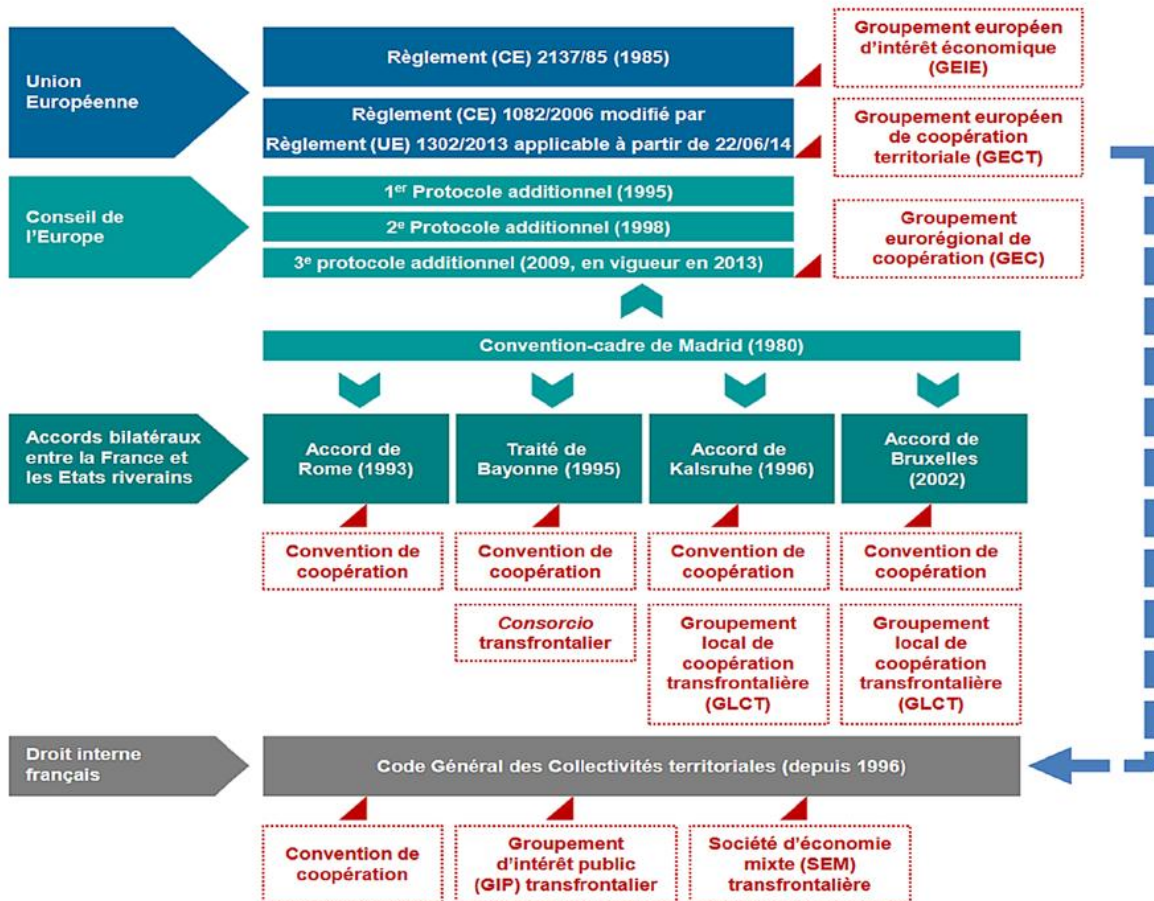 Union
Européenne
Règlement (CE) 2137/85 (1985)
Groupement européen
d'intérêt économique
(GEIE)
Règlement (CE) 1082/2006 modifié par
Règlement (UE) 1302/2013 applicable à partir de 22/06/14
Groupement européen
de coopération
territoriale (GECT)
Conseil de
l'Europe
1er Protocole additionnel (1995)
2e Protocole additionnel (1998)
3e protocole additionnel (2009, en vigueur en 2013)
Groupement
eurorégional de
coopération (GEC)
Convention-cadre de Madrid (1980)
Accords bilatéraux
entre la France et
les Etats riverains
Accord de
Rome (1993)
Traité de
Bayonne (1995)
Accord de
Kalsruhe (1996)
Accord de
Bruxelles
(2002)
Convention de
coopération
Convention de
coopération
Convention de
coopération
Convention de
coopération
Consorcio
transfrontalier
Groupement
local de
coopération
transfrontalière
(GLCT)
Groupement
local de
coopération
transfrontalière
(GLCT)
Droit interne
français
Code Général des Collectivités territoriales (depuis 1996)
Convention de
coopération
Groupement
d'intérêt public
(GIP) transfrontalier
Société d'économie
mixte (SEM)
transfrontalière